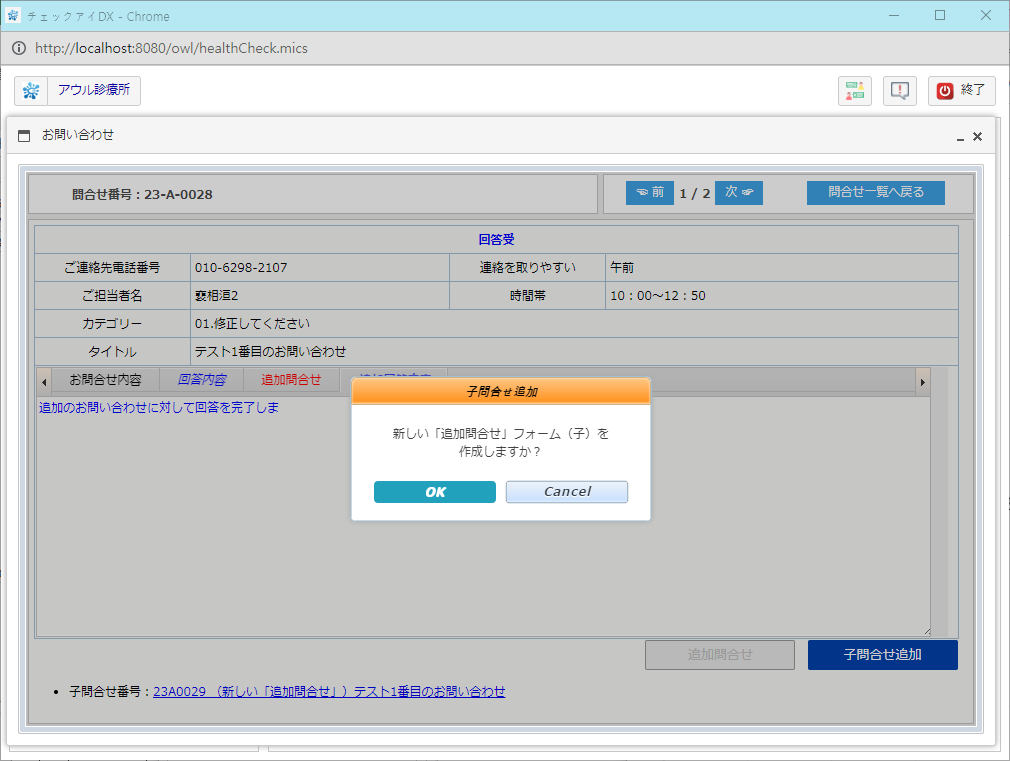 チェックアイDX - Chrome
http://localhost:8080/owl/healthCheck.mics
アウル診療所
終了
お問い合わせ
問合せ番号：23-A-0028
前 1 / 2 次
問合せ一覧へ戻る
回答受
ご連絡先電話番号 010-6298-2107 連絡を取りやすい 午前
ご担当者名 裵相洹2 時間帯 10：00～12：50
カテゴリー 01.修正してください
タイトル テスト1番目のお問い合わせ
お問合せ内容 回答内容 追加問合せ
追加のお問い合わせに対して回答を完了しま
子問合せ追加
新しい「追加問合せ」フォーム（子）を
作成しますか？
OK Cancel
追加問合せ 子問合せ追加
• 子問合せ番号：23A0029 （新しい「追加問合せ」）テスト1番目のお問い合わせ